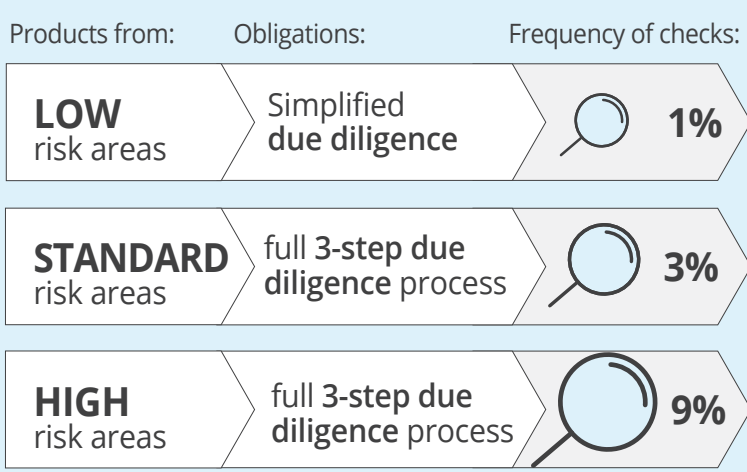 Products from: Obligations: Frequency of checks:
LOW
risk areas
Simplified
due diligence
1%
STANDARD
risk areas
full 3-step due
diligence process
3%
HIGH
risk areas
full 3-step due
diligence process
9%